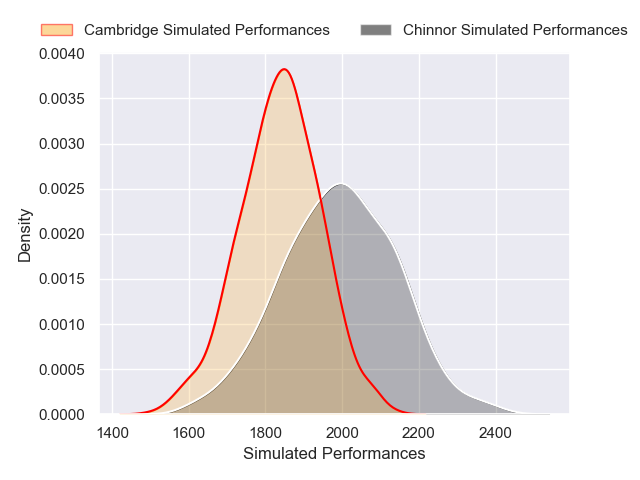 Cambridge Simulated Performances Chinnor Simulated Performances
0.0040
0.0035
0.0030
0.0025
0.0020
0.0015
0.0010
0.0005
0.0000
Density
1400 1600 1800 2000 2200 2400
Simulated Performances